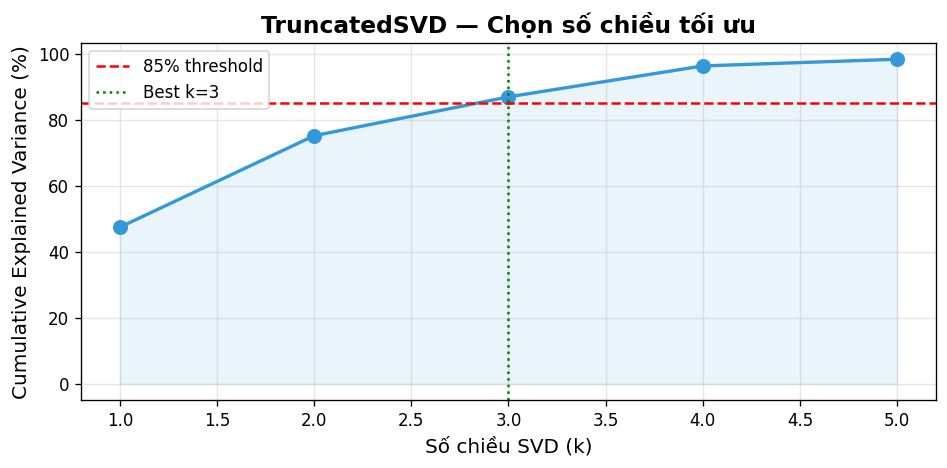 TruncatedSVD — Chọn số chiều tối ưu
85% threshold
Best k=3
Cumulative Explained Variance (%)
100
80
60
40
20
0
1.0 1.5 2.0 2.5 3.0 3.5 4.0 4.5 5.0
Số chiều SVD (k)